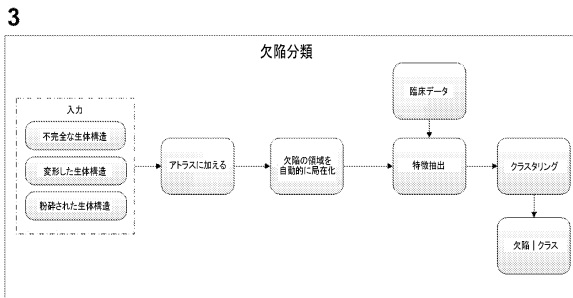 3
欠陥分類
入力
不完全な生体構造
変形した生体構造
粉砕された生体構造
アトラスに加える
欠陥の領域を
自動的に局在化
臨床データ
特徴抽出
クラスタリング
欠陥 | クラス